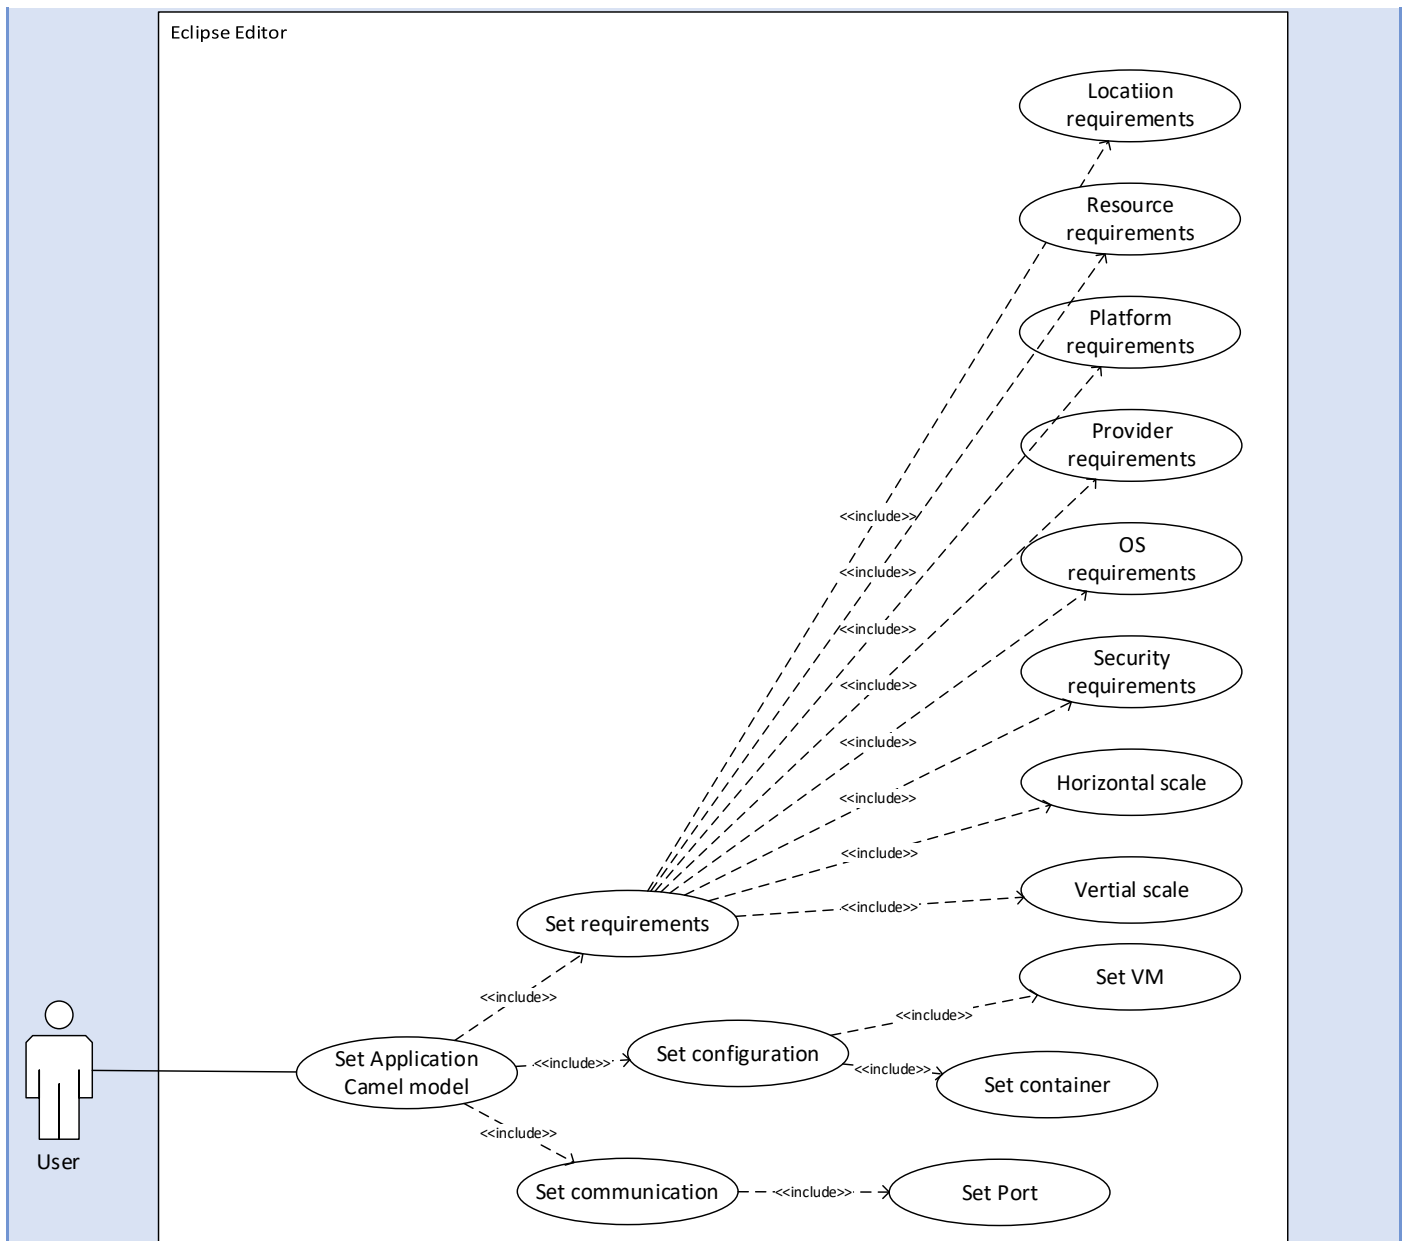 Eclipse Editor
Locatiion
requirements
Resource
requirements
Platform
requirements
Provider
requirements
<<include>>
OS
requirements
<<include>>
<<include>>
Security
requirements
<<include>>
<<include>>
Horizontal scale
<<include>>
<<include>>
Vertial scale
<<include>>
Set requirements
Set VM
<<include>>
<<include>>
Set configuration
Set Application
Camel model
<<include>>
<<include>>
Set container
<<include>>
User
Set communication
<<include>>
Set Port